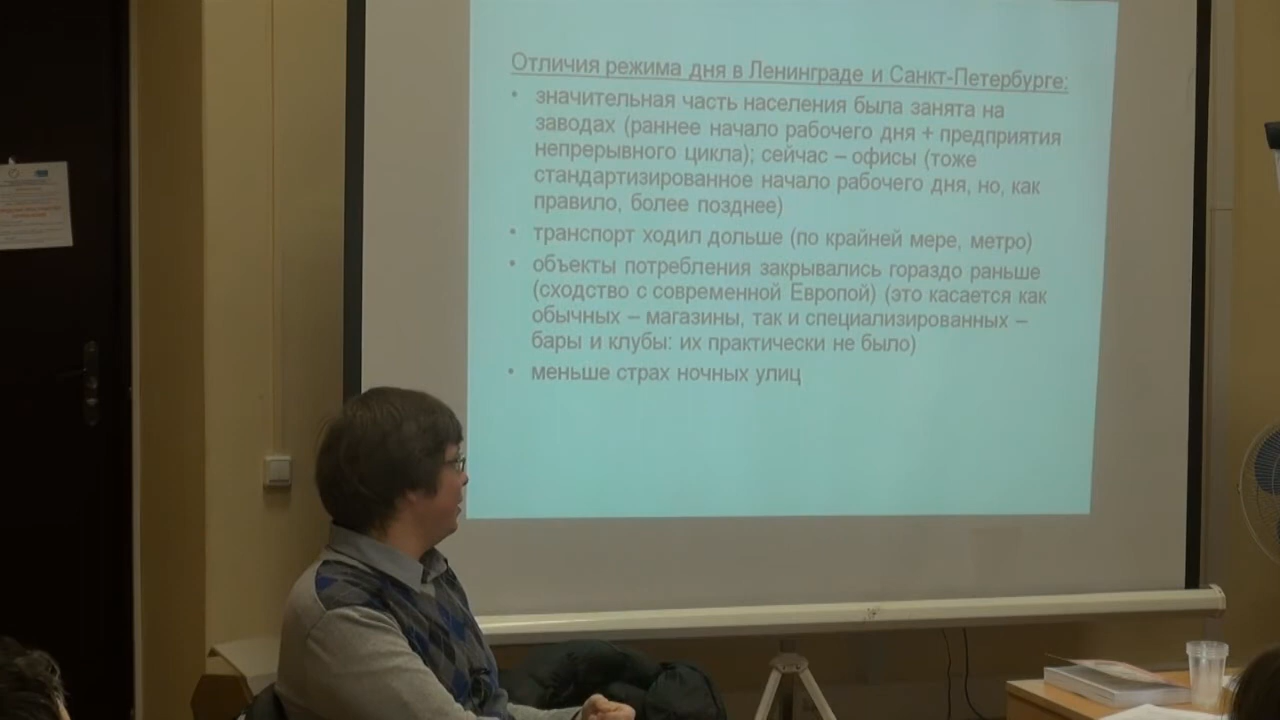 Отличия режима дня в Ленинграде и Санкт-Петербурге:
• значительная часть населения была занята на
заводах (раннее начало рабочего дня + предприятия
непрерывного цикла); сейчас – офисы (тоже
стандартизированное начало рабочего дня, но, как
правило, более позднее)
• транспорт ходил дольше (по крайней мере, метро)
• объекты потребления закрывались гораздо раньше
(сходство с современной Европой) (это касается как
обычных – магазины, так и специализированных –
бары и клубы: их практически не было)
• меньше страх ночных улиц